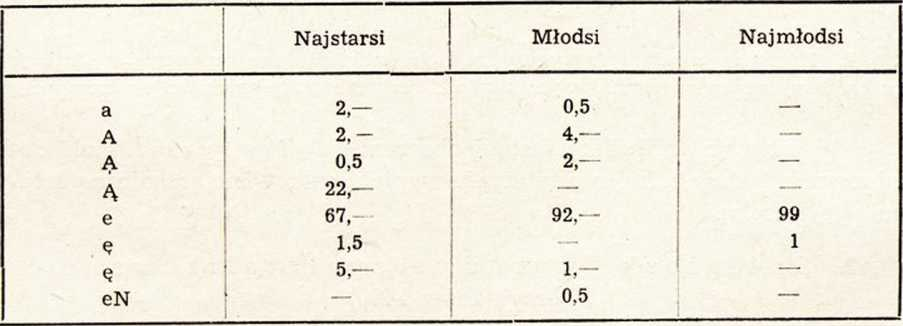 Najstarsi Młodsi Najmłodsi
a 2,— 0,5 —
A 2,— 4,— —
Ạ 0,5 2,— —
Ą 22,— — —
e 67,— 92,— 99
ę 1,5 — 1
ę 5,— 1,— —
eN — 0,5 —